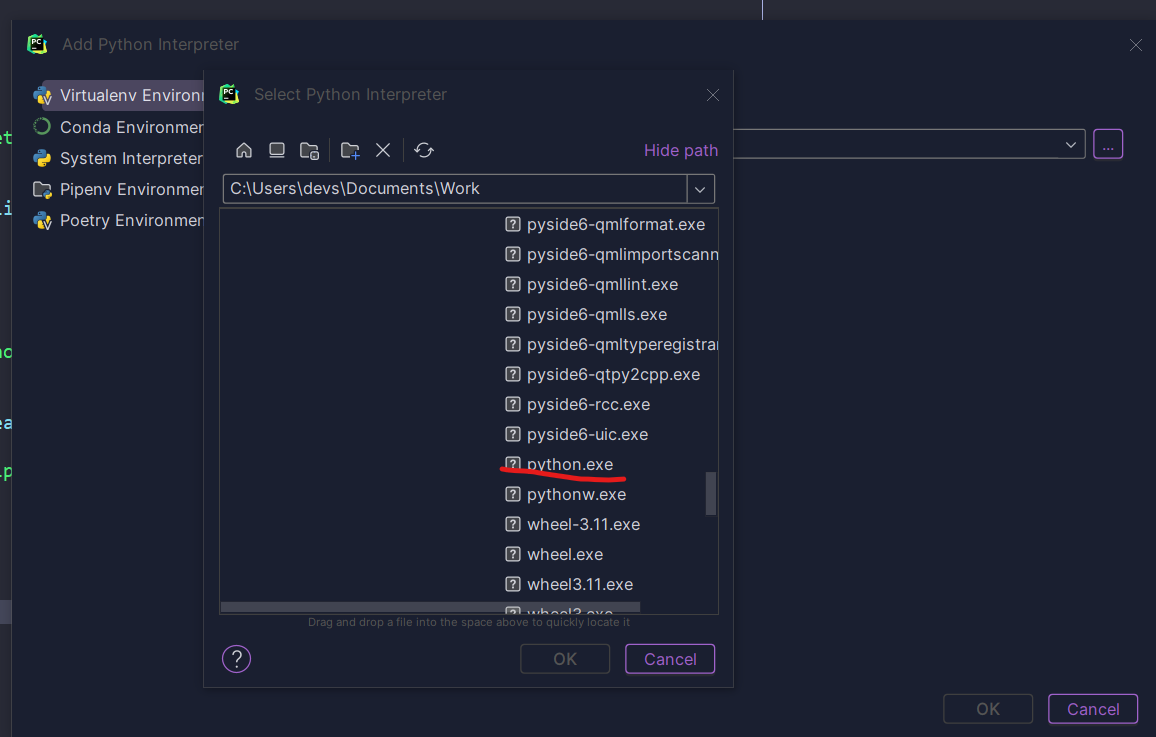 Add Python Interpreter
Virtualenv Environ
Conda Environmen
System Interpreter
Pipenv Environmen
Poetry Environmen
Select Python Interpreter
Hide path
C:\Users\devs\Documents\Work
pyside6-qmlformat.exe
pyside6-qmlimportscann
pyside6-qmllint.exe
pyside6-qmlls.exe
pyside6-qmltyperegistrar
pyside6-qtpy2cpp.exe
pyside6-rcc.exe
pyside6-uic.exe
python.exe
pythonw.exe
wheel-3.11.exe
wheel.exe
wheel3.11.exe
wheel3.exe
Drag and drop a file into the space above to quickly locate it
?
OK Cancel
...
OK Cancel